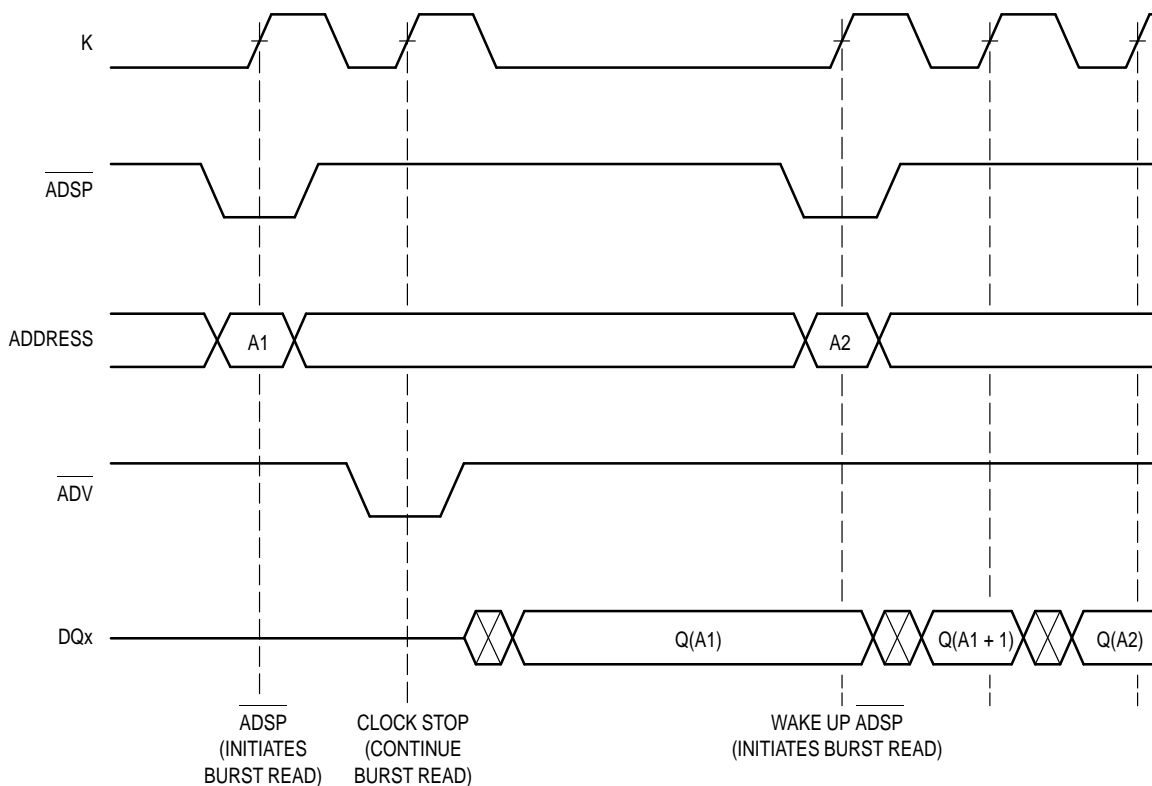 K
ADSP
ADDRESS
A1
A2
ADV
DQx
Q(A1)
Q(A1 + 1)
Q(A2)
ADSP
(INITIATES
BURST READ)
CLOCK STOP
(CONTINUE
BURST READ)
WAKE UP ADSP
(INITIATES BURST READ)